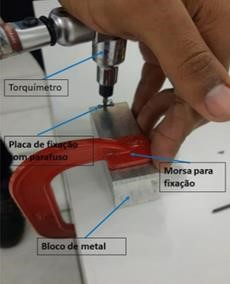 Torquímetro
Placa de fixação
com parafuso
Morsa para
fixação
Bloco de metal